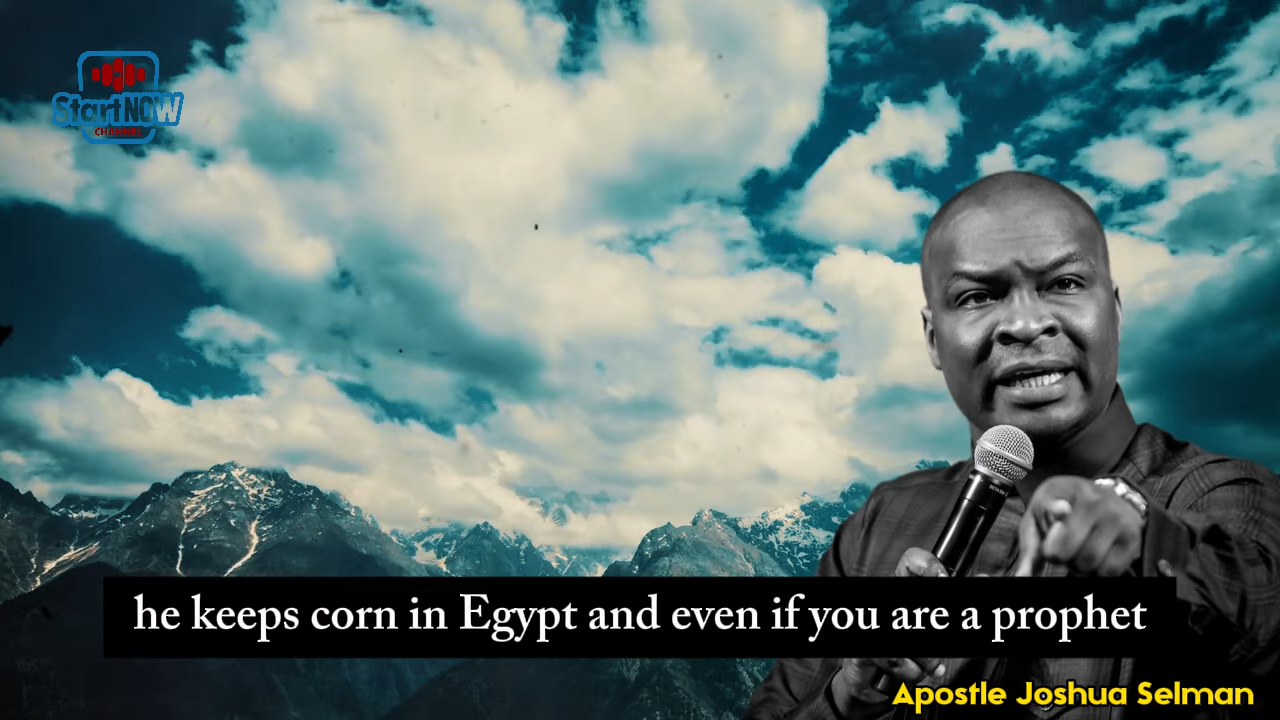 StartNOW
CHANNEL
he keeps corn in Egypt and even if you are a prophet
Apostle Joshua Selman